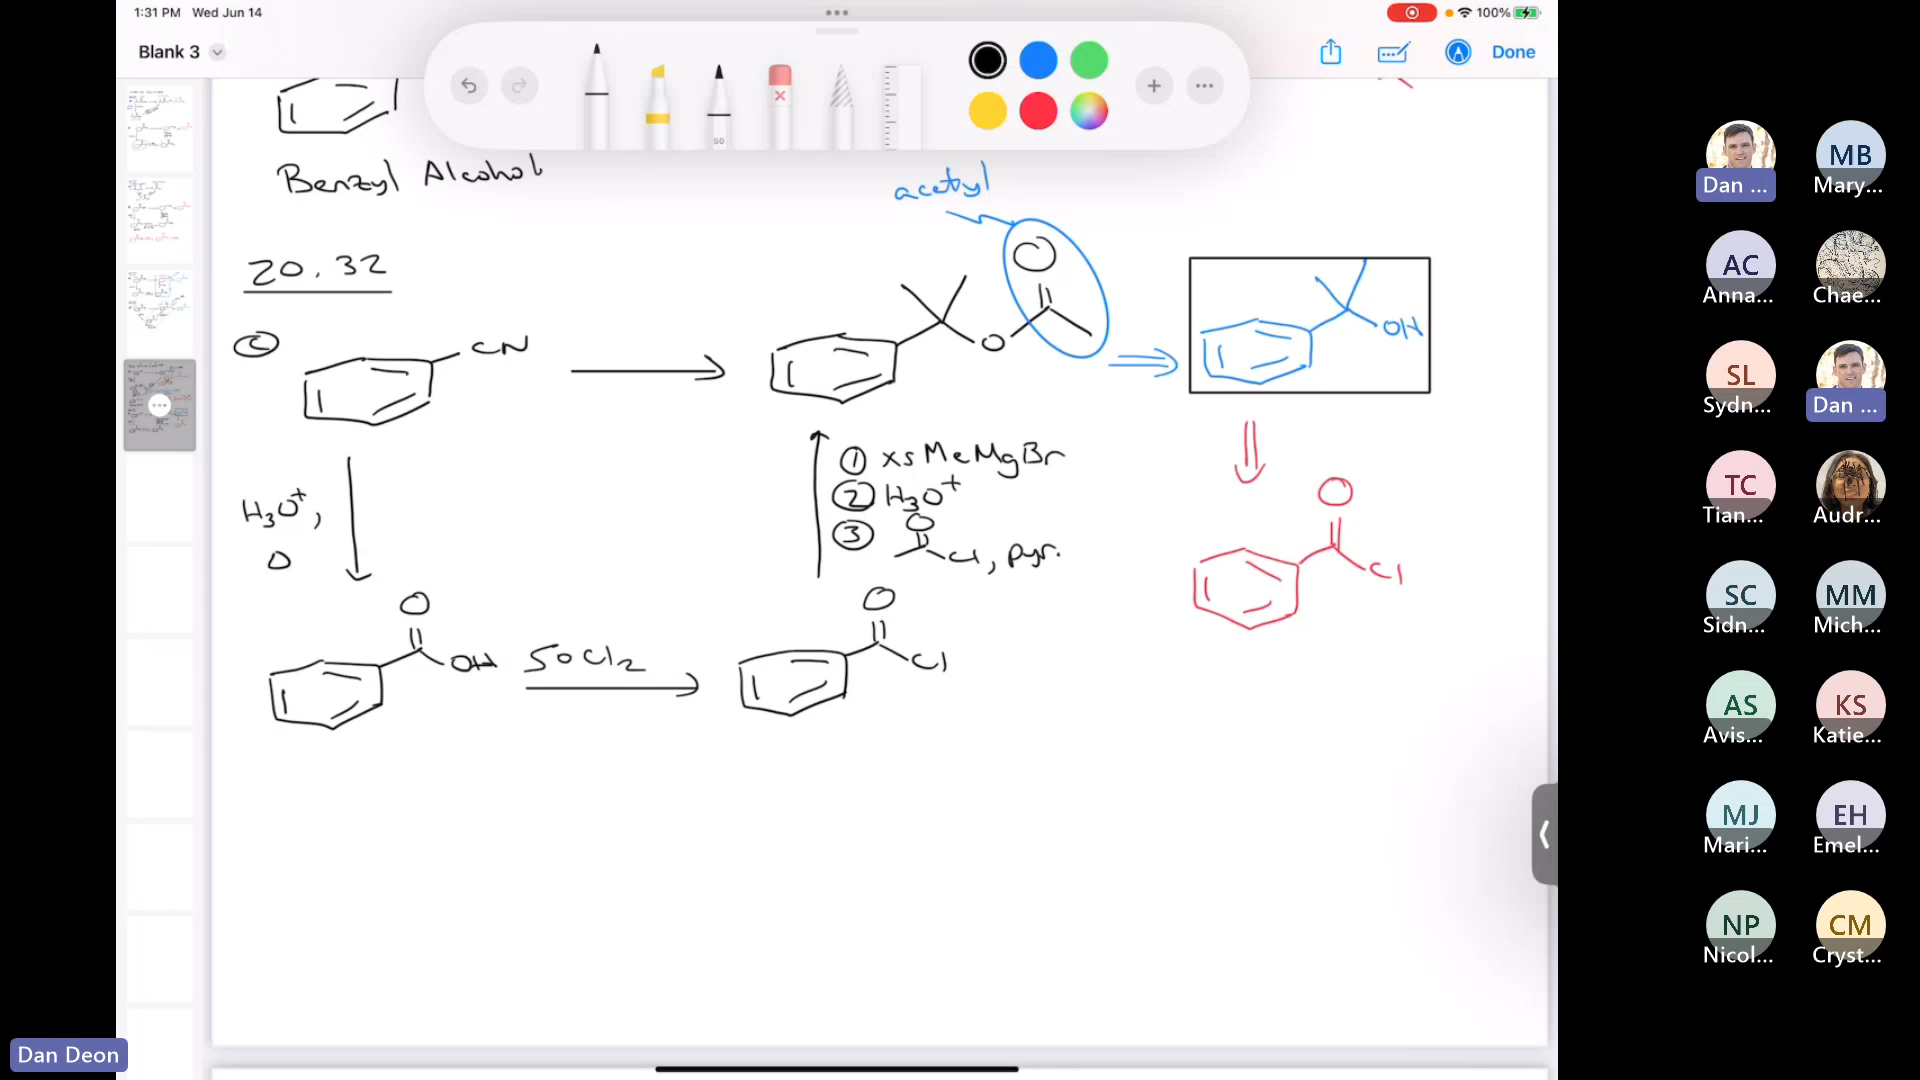 1:31 PM Wed Jun 14
100%
Blank 3
Done
50
Benzyl Alcohol
acetyl
20.32
O
OH
C
CN
O
H3O+,
1 xs MeMgBr
2 H3O+
O
3 Cl, pyr.
O
Cl
O
OH
SOCl2
O
Cl
Dan ...
MB
Mary...
AC
Anna...
Chae...
SL
Sydn...
Dan ...
TC
Tian...
Audr...
SC
Sidn...
MM
Mich...
AS
Avis...
KS
Katie...
MJ
Mari...
EH
Emel...
NP
Nicol...
CM
Cryst...
Dan Deon